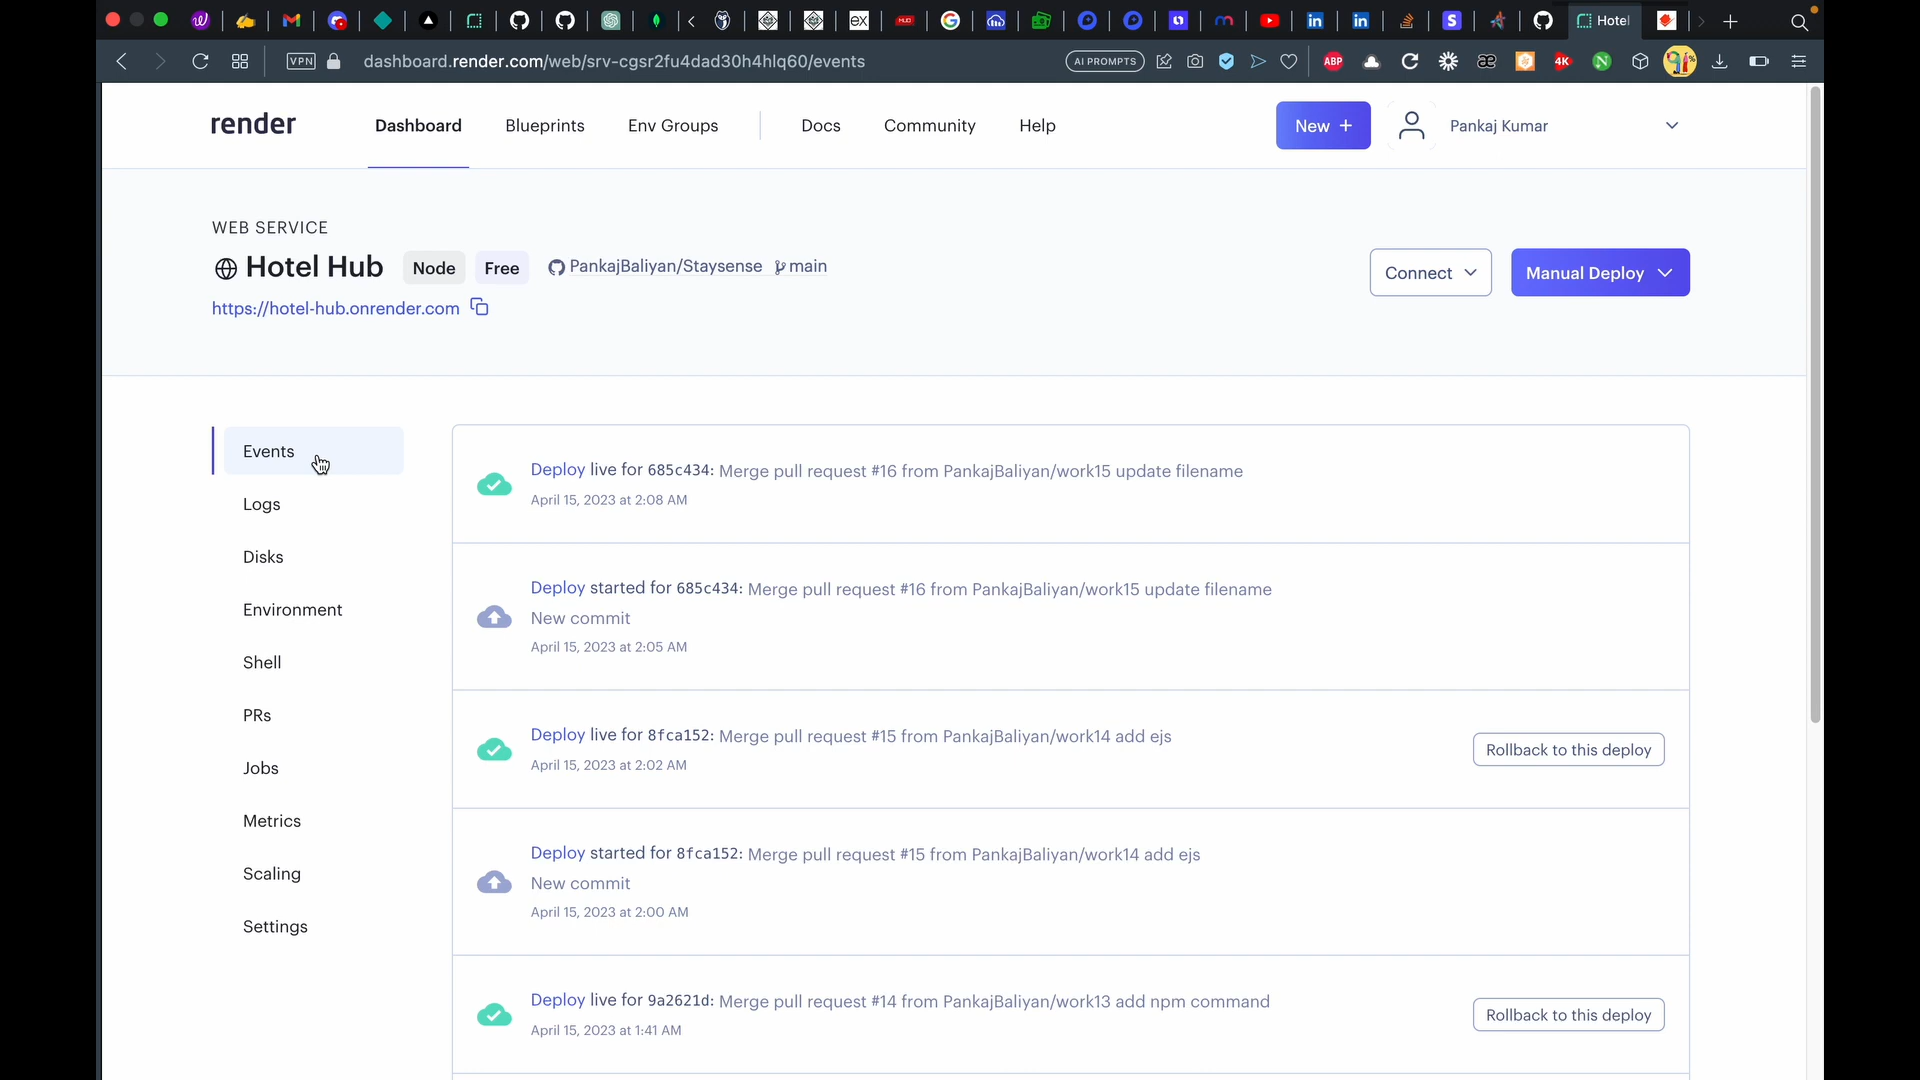 Hotel
VPN
dashboard.render.com/web/srv-cgsr2fu4dad30h4hlq60/events
AI PROMPTS
ABP
4K
render
Dashboard
Blueprints
Env Groups
Docs
Community
Help
New +
Pankaj Kumar
WEB SERVICE
Hotel Hub
Node
Free
PankajBaliyan/Staysense
main
Connect
Manual Deploy
https://hotel-hub.onrender.com
Events
Logs
Disks
Environment
Shell
PRs
Jobs
Metrics
Scaling
Settings
Deploy live for 685c434: Merge pull request #16 from PankajBaliyan/work15 update filename
April 15, 2023 at 2:08 AM
Deploy started for 685c434: Merge pull request #16 from PankajBaliyan/work15 update filename
New commit
April 15, 2023 at 2:05 AM
Deploy live for 8fca152: Merge pull request #15 from PankajBaliyan/work14 add ejs
April 15, 2023 at 2:02 AM
Rollback to this deploy
Deploy started for 8fca152: Merge pull request #15 from PankajBaliyan/work14 add ejs
New commit
April 15, 2023 at 2:00 AM
Deploy live for 9a2621d: Merge pull request #14 from PankajBaliyan/work13 add npm command
April 15, 2023 at 1:41 AM
Rollback to this deploy